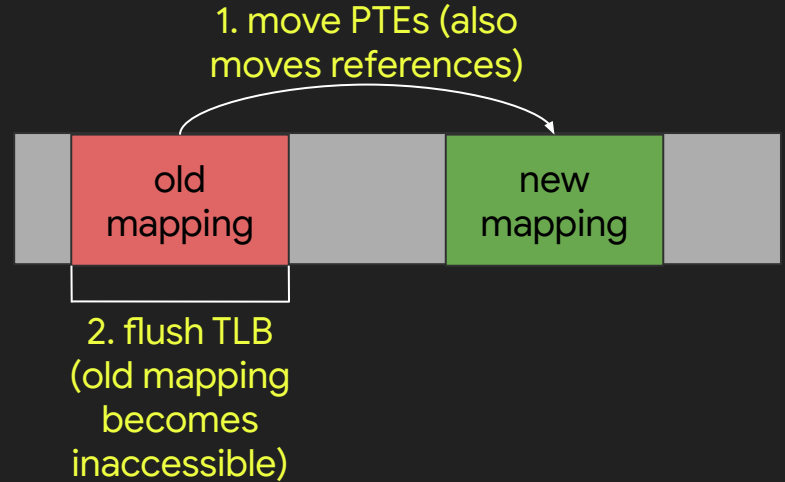 1. move PTEs (also
moves references)
old
mapping
new
mapping
2. flush TLB
(old mapping
becomes
inaccessible)